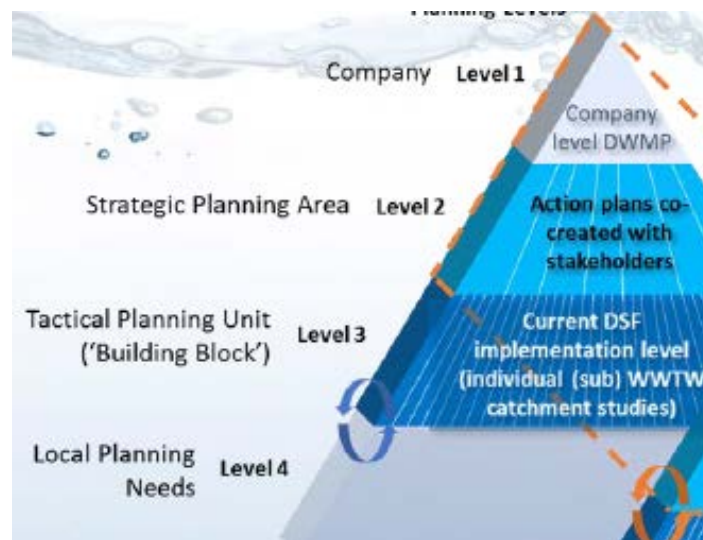 Planning Levels
Company Level 1
Company
level DWMP
Strategic Planning Area Level 2
Action plans co-
created with
stakeholders
Tactical Planning Unit
('Building Block')
Level 3
Current DSF
implementation level
(individual (sub) WWTW
catchment studies)
Local Planning
Needs
Level 4